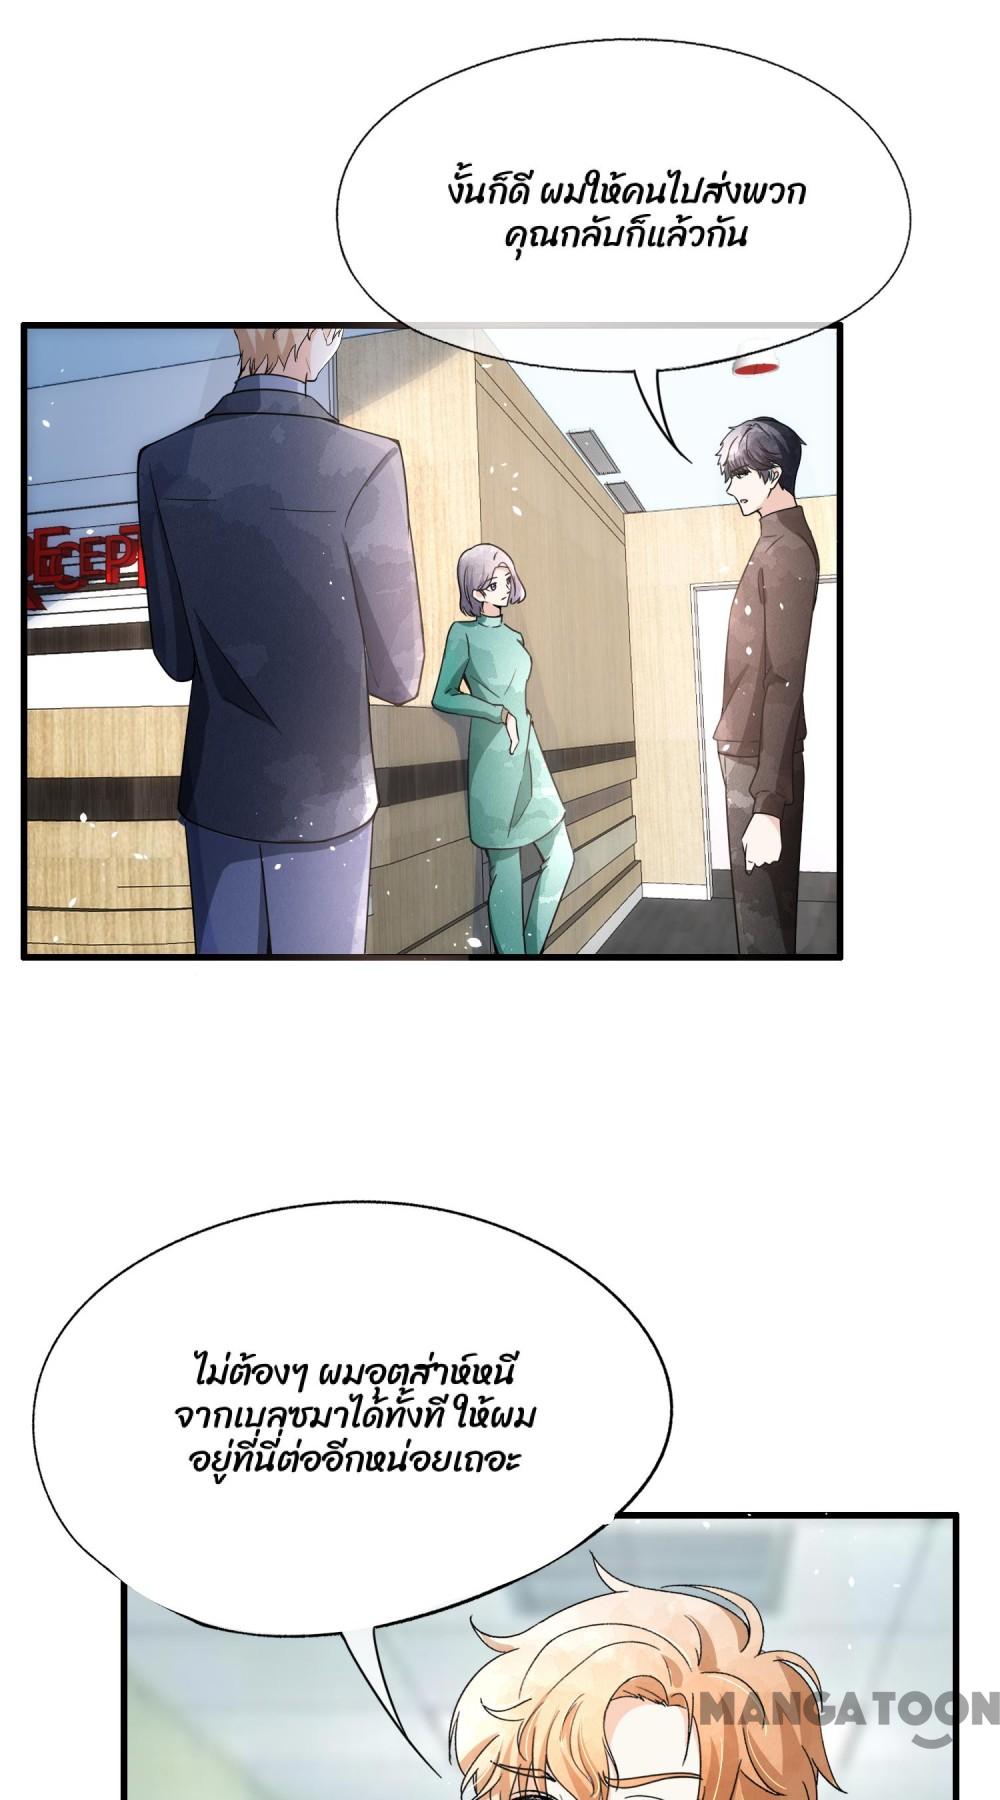 งั้นก็ดี ผมให้คนไปส่งพวก
คุณกลับก็แล้วกัน
RECEPT
ไม่ต้องๆ ผมอุตส่าห์หนี
จากเบลซมาได้ทั้งที ให้ผม
อยู่ที่นี่ต่ออีกหน่อยเถอะ
MANGATOON